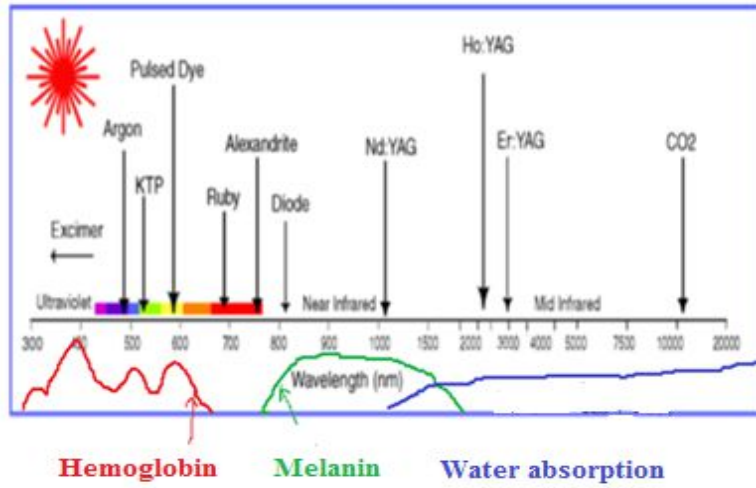 Ho:YAG
Pulsed Dye
Argon
Alexandrite
Nd:YAG
Er:YAG
CO2
KTP
Ruby
Diode
Excimer
Ultraviolet
Near Infrared
Mid Infrared
300 400 500 600 700 800 900 1000 1500 2000 3000 4000 5000 7500 10000 20000
Wavelength (nm)
Hemoglobin Melanin Water absorption